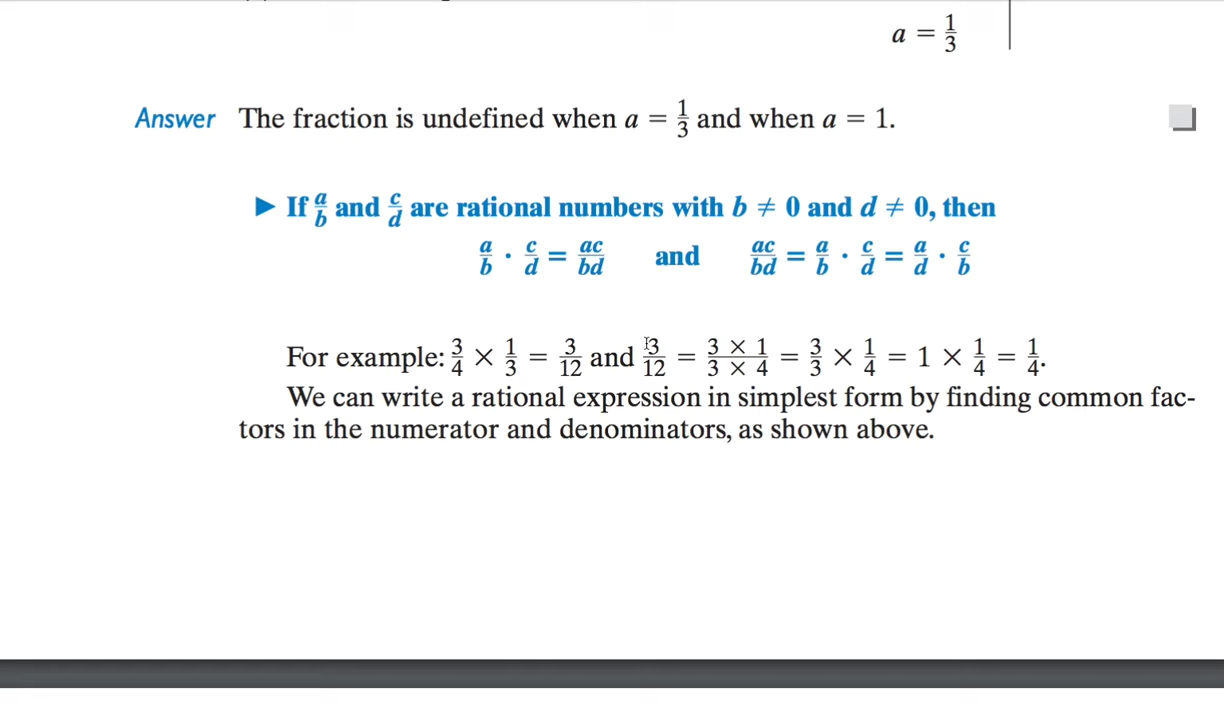 a = 1/3
Answer The fraction is undefined when a = 1/3 and when a = 1.
▶ If a/b and c/d are rational numbers with b ≠ 0 and d ≠ 0, then
a/b · c/d = ac/bd and ac/bd = a/b · c/d = a/d · c/b
For example: 3/4 × 1/3 = 3/12 and 3/12 = (3 × 1)/(3 × 4) = 3/3 × 1/4 = 1 × 1/4 = 1/4.
We can write a rational expression in simplest form by finding common fac-
tors in the numerator and denominators, as shown above.